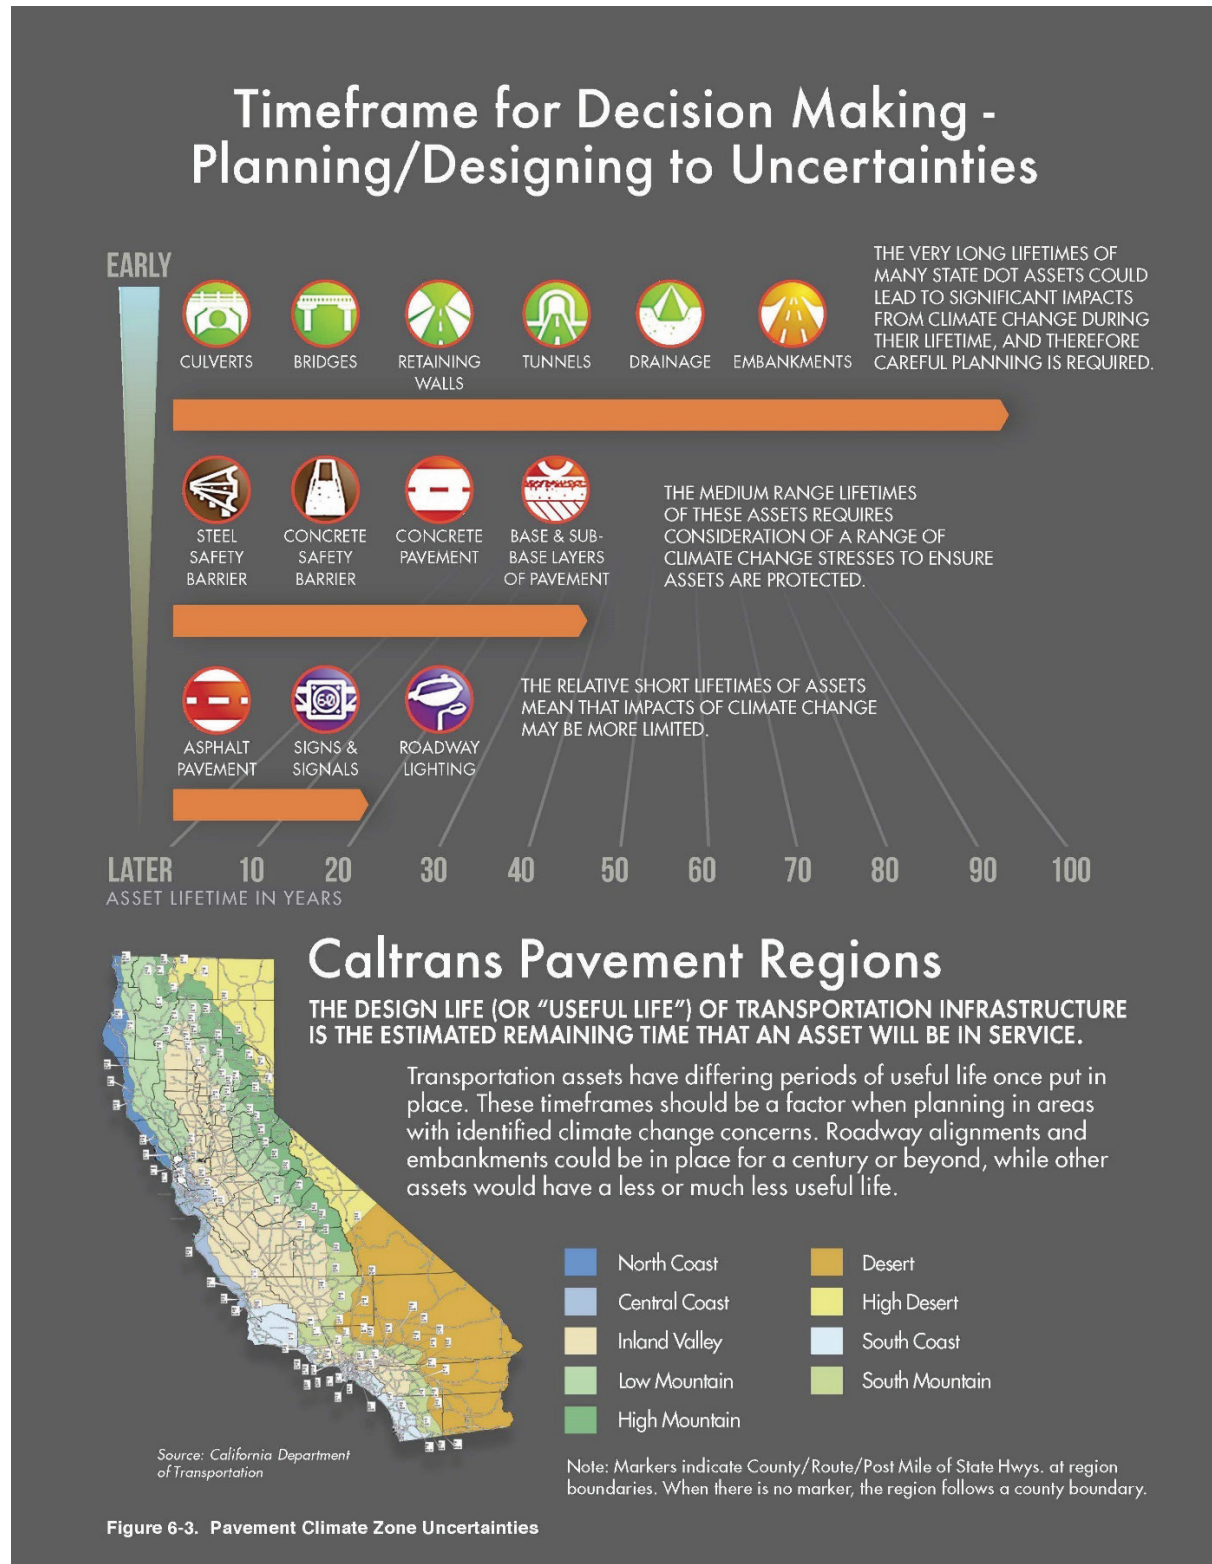 Timeframe for Decision Making -
Planning/Designing to Uncertainties
EARLY
THE VERY LONG LIFETIMES OF
MANY STATE DOT ASSETS COULD
LEAD TO SIGNIFICANT IMPACTS
FROM CLIMATE CHANGE DURING
THEIR LIFETIME, AND THEREFORE
CAREFUL PLANNING IS REQUIRED.
CULVERTS
BRIDGES
RETAINING
WALLS
TUNNELS
DRAINAGE
EMBANKMENTS
STEEL
SAFETY
BARRIER
CONCRETE
SAFETY
BARRIER
CONCRETE
PAVEMENT
BASE & SUB-
BASE LAYERS
OF PAVEMENT
THE MEDIUM RANGE LIFETIMES
OF THESE ASSETS REQUIRES
CONSIDERATION OF A RANGE OF
CLIMATE CHANGE STRESSES TO ENSURE
ASSETS ARE PROTECTED.
60
ASPHALT
PAVEMENT
SIGNS &
SIGNALS
ROADWAY
LIGHTING
THE RELATIVE SHORT LIFETIMES OF ASSETS
MEAN THAT IMPACTS OF CLIMATE CHANGE
MAY BE MORE LIMITED.
LATER 10 20 30 40 50 60 70 80 90 100
ASSET LIFETIME IN YEARS
Caltrans Pavement Regions
THE DESIGN LIFE (OR “USEFUL LIFE”) OF TRANSPORTATION INFRASTRUCTURE
IS THE ESTIMATED REMAINING TIME THAT AN ASSET WILL BE IN SERVICE.
Transportation assets have differing periods of useful life once put in
place. These timeframes should be a factor when planning in areas
with identified climate change concerns. Roadway alignments and
embankments could be in place for a century or beyond, while other
assets would have a less or much less useful life.
North Coast
Central Coast
Inland Valley
Low Mountain
High Mountain
Desert
High Desert
South Coast
South Mountain
Source: California Department
of Transportation
Note: Markers indicate County/Route/Post Mile of State Hwys. at region
boundaries. When there is no marker, the region follows a county boundary.
Figure 6-3. Pavement Climate Zone Uncertainties